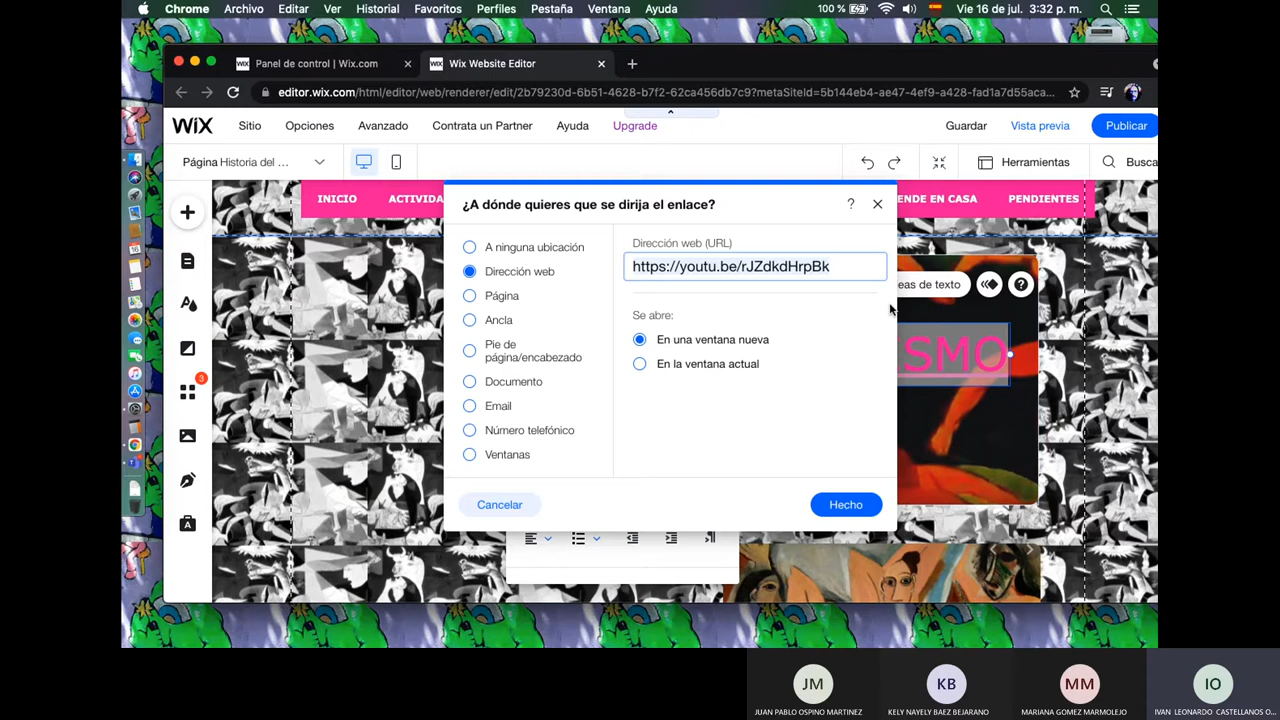 Chrome Archivo Editar Ver Historial Favoritos Perfiles Pestaña Ventana Ayuda 100 % Vie 16 de jul. 3:32 p. m.
WiX Panel de control | Wix.com WiX Wix Website Editor
editor.wix.com/html/editor/web/renderer/edit/2b79230d-6b51-4628-b7f2-62ca456db7c9?metaSiteId=5b144eb4-ae47-4ef9-a428-fad1a7d55aca...
WiX Sitio Opciones Avanzado Contrata un Partner Ayuda Upgrade Guardar Vista previa Publicar
Página Historia del ... Herramientas Busca
INICIO ACTIVIDA ENDE EN CASA PENDIENTES
¿A dónde quieres que se dirija el enlace? ?
A ninguna ubicación
Dirección web
Página
Ancla
Pie de
página/encabezado
Documento
Email
Número telefónico
Ventanas
Dirección web (URL)
https://youtu.be/rJZdkdHrpBk
Se abre:
En una ventana nueva
En la ventana actual
Cancelar Hecho
eas de texto ?
SMO
3
16
A
JM KB MM IO
JUAN PABLO OSPINO MARTINEZ KELY NAYELY BAEZ BEJARANO MARIANA GOMEZ MARMOLEJO IVAN LEONARDO CASTELLANOS O...